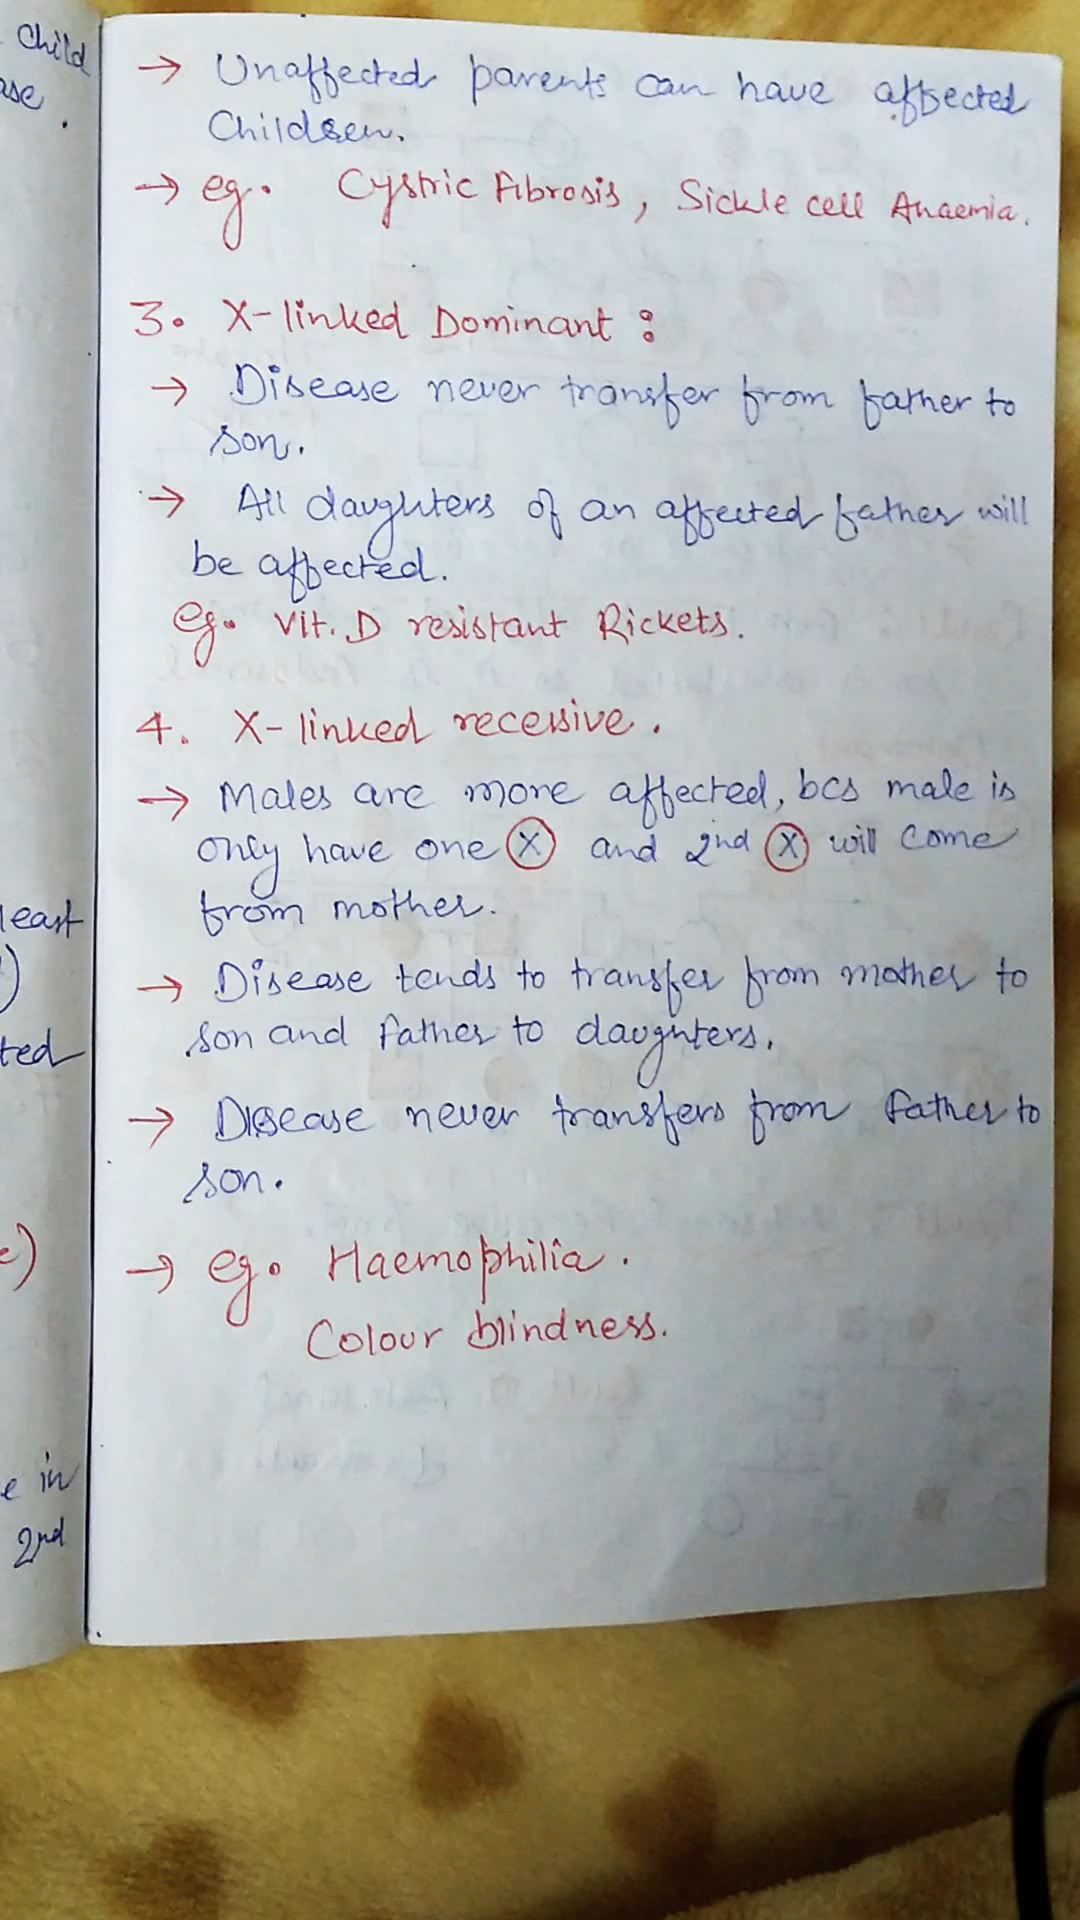 Child
ase.
least
)
ted
e)
e in
2nd
→ Unaffected parents can have affected
Children.
→ eg. Cystric Fibrosis, Sickle cell Anaemia.
3. X-linked Dominant :
→ Disease never transfer from father to
son.
→ All daughters of an affected father will
be affected.
eg. Vit. D resistant Rickets.
4. X-linked recessive.
→ Males are more affected, bcs male is
only have one X and 2nd X will come
from mother.
→ Disease tends to transfer from mother to
son and father to daughters.
→ Disease never transfers from father to
son.
→ eg. Haemophilia.
Colour blindness.